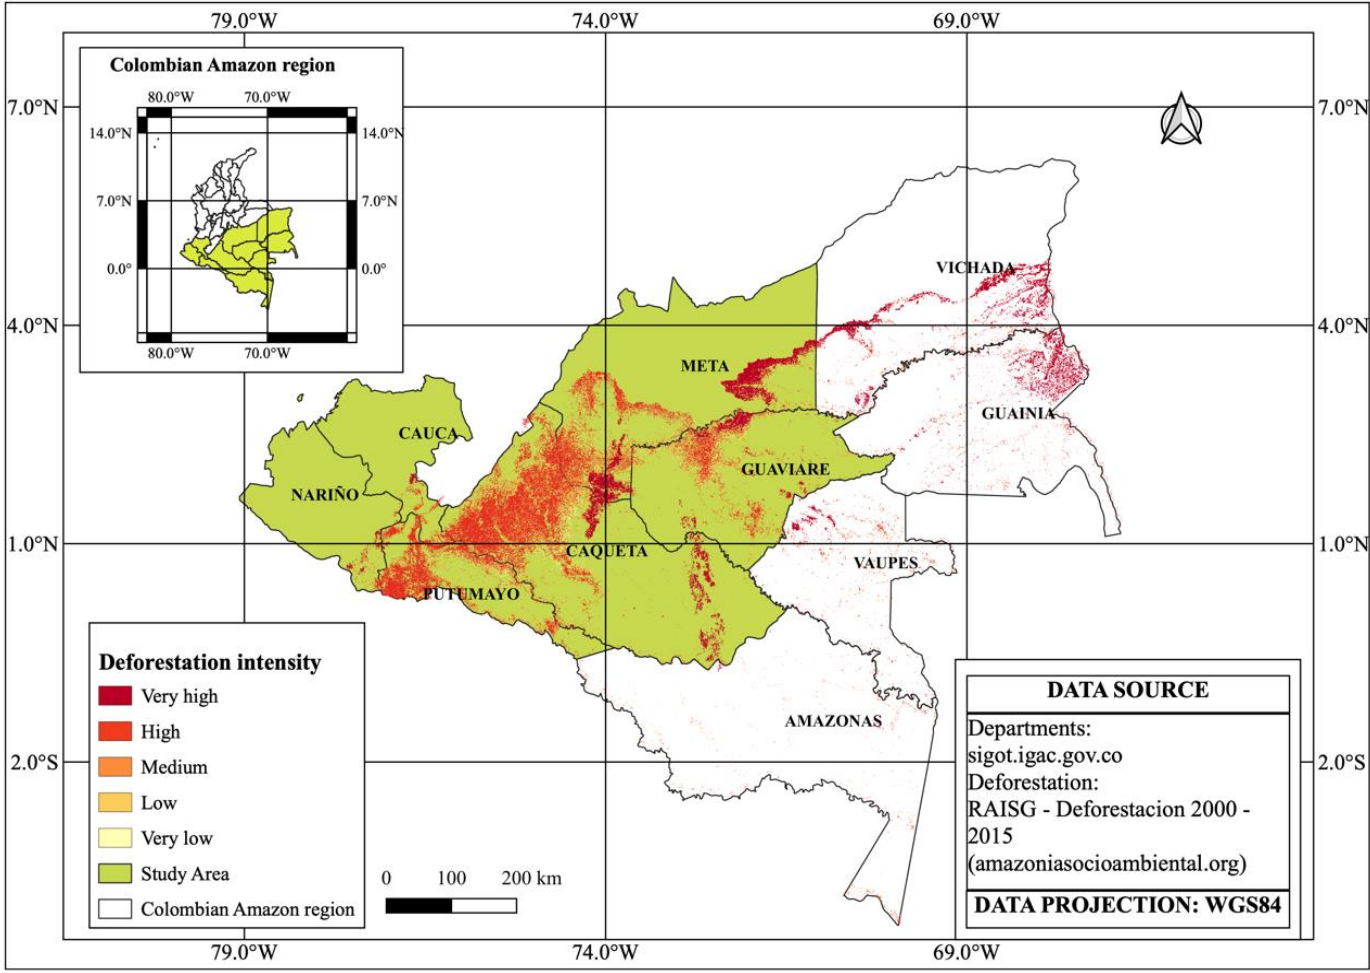 79.0°W
74.0°W
69.0°W
Colombian Amazon region
80.0°W
70.0°W
14.0°N
14.0°N
7.0°N
7.0°N
0.0°
0.0°
80.0°W
70.0°W
7.0°N
7.0°N
4.0°N
4.0°N
1.0°N
1.0°N
2.0°S
2.0°S
VICHADA
META
GUAINIA
CAUCA
GUAVIARE
NARIÑO
CAQUETA
VAUPES
PUTUMAYO
AMAZONAS
Deforestation intensity
Very high
High
Medium
Low
Very low
Study Area
Colombian Amazon region
0 100 200 km
DATA SOURCE
Departments:
sigot.igac.gov.co
Deforestation:
RAISG - Deforestacion 2000 -
2015
(amazoniasocioambiental.org)
DATA PROJECTION: WGS84
79.0°W
74.0°W
69.0°W